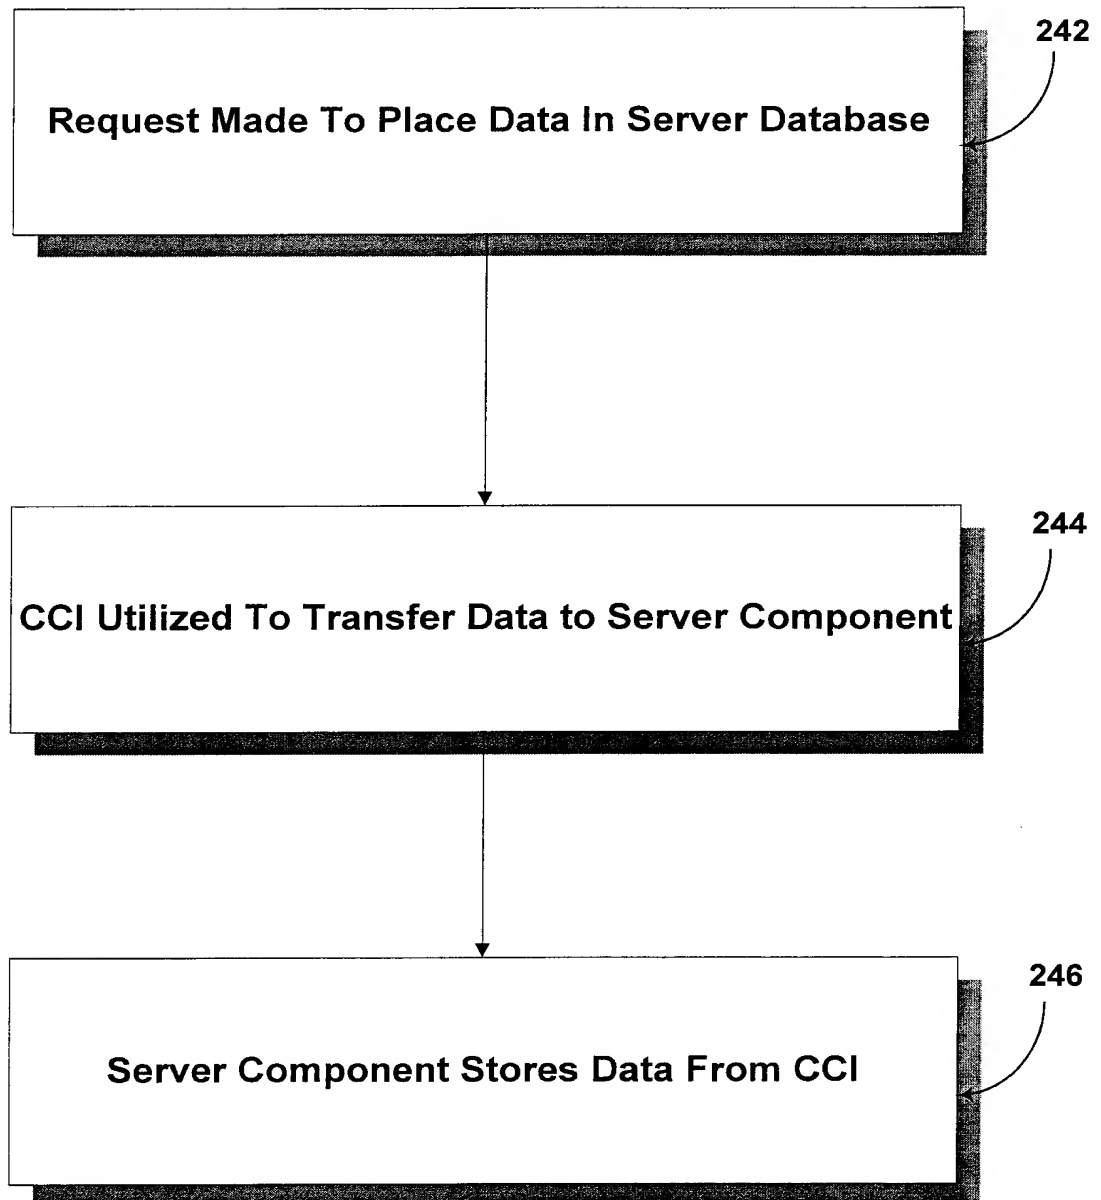 242
Request Made To Place Data In Server Database
244
CCI Utilized To Transfer Data to Server Component
246
Server Component Stores Data From CCI